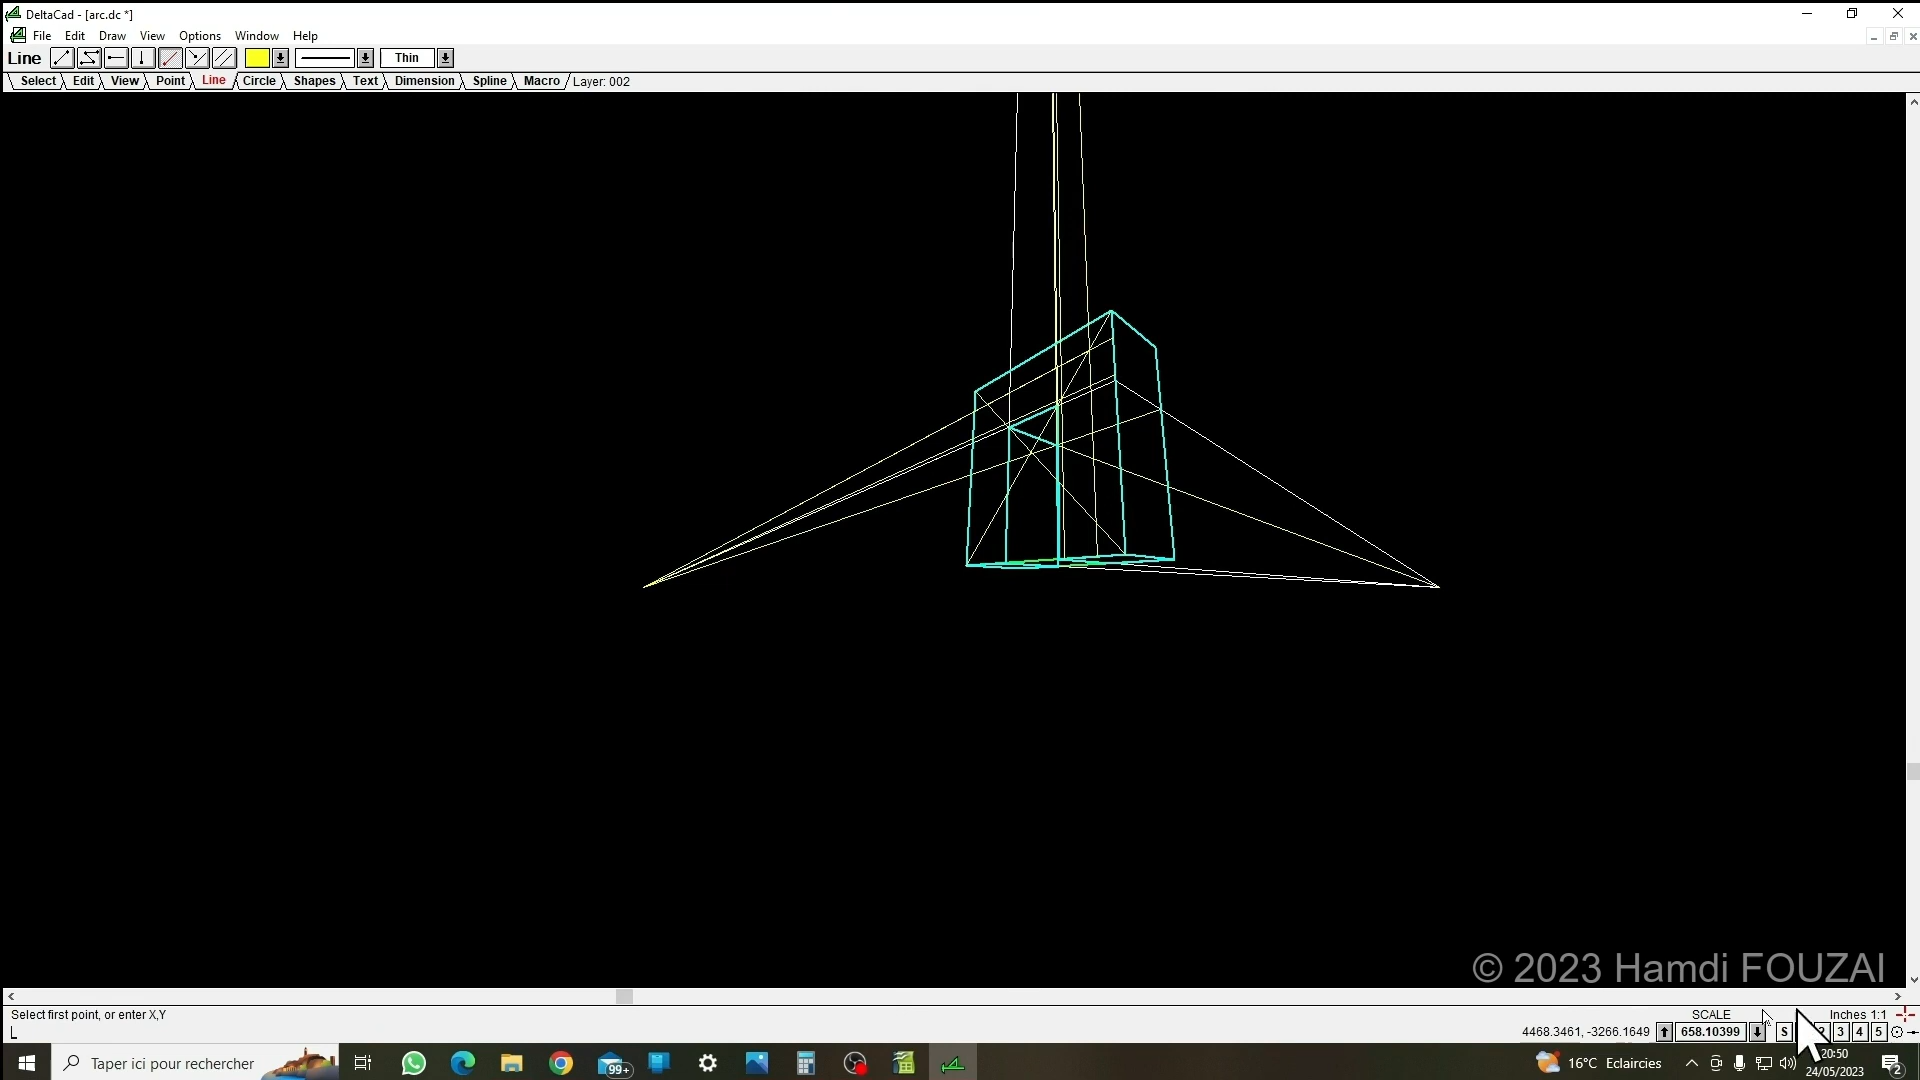 DeltaCad - [arc.dc *]
File Edit Draw View Options Window Help
Line Thin
Select Edit View Point Line Circle Shapes Text Dimension Spline Macro Layer: 002
© 2023 Hamdi FOUZAI
Select first point, or enter X,Y
SCALE Inches 1:1
4468.3461, -3266.1649 658.10399 S 2 3 4 5
Taper ici pour rechercher
99+
16°C Eclaircies
20:50
24/05/2023
2